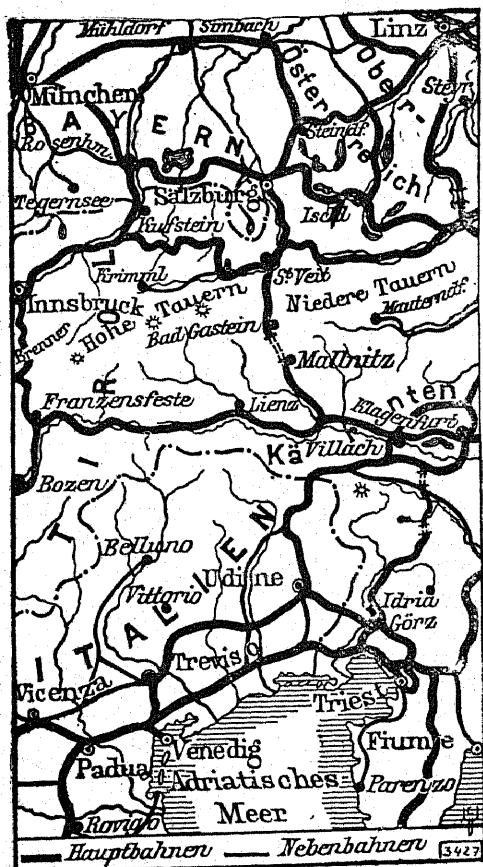 Mühldorf Simbach Linz
München Österreich Ober-
Steyr
BAYERN
Rosenhm. Steindf.
Tegernsee Salzburg Ischl
Kufstein
TIROL
Krimml St. Veit
Innsbruck Hohe Tauern Niedere Tauern
Mauterndf.
Brenner Bad Gastein
Mallnitz
Franzensfeste Lienz Klagenfurt
Kärnten
Villach
Bozen
Belluno
ITALIEN
Udine
Vittorio Idria
Görz
Treviso
Vicenza Triest
Venedig Fiume
Padua Adriatisches
Parenzo
Meer
Rovigo
Hauptbahnen Nebenbahnen 3427